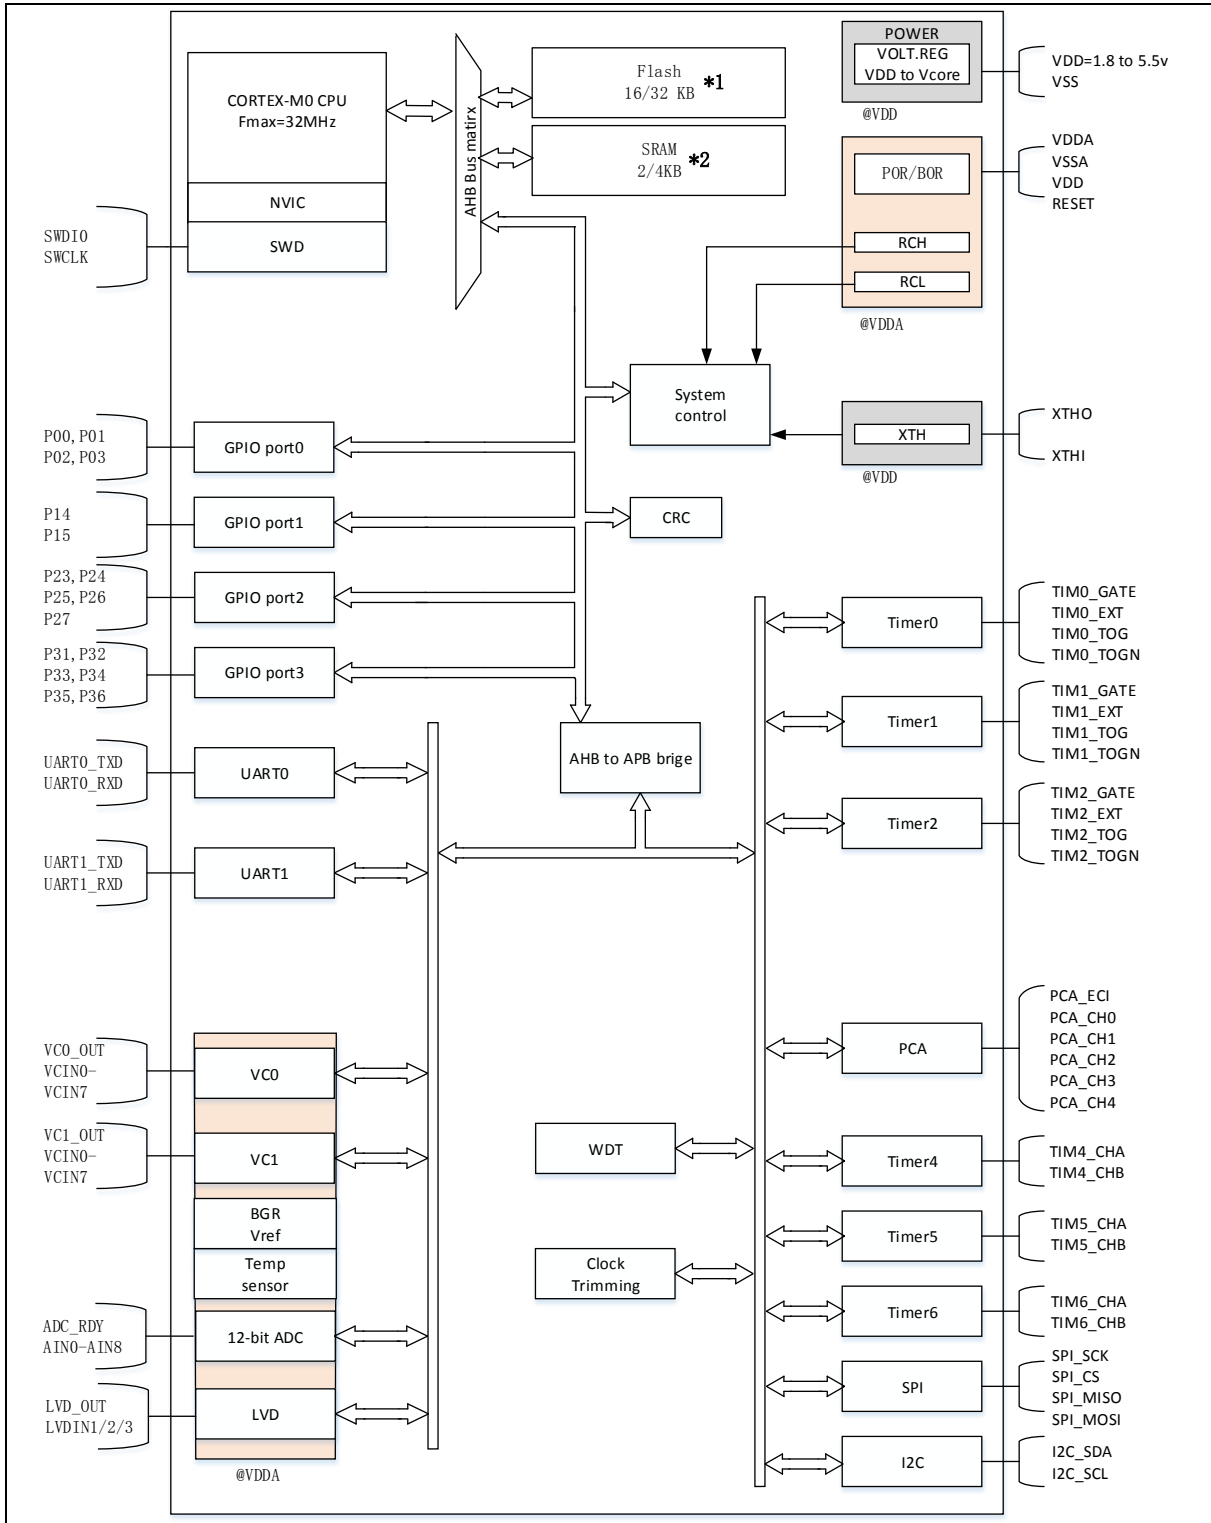 POWER
VOLT.REG
VDD to Vcore
@VDD
VDD=1.8 to 5.5v
VSS
CORTEX-M0 CPU
Fmax=32MHz
NVIC
SWD
SWDIO
SWCLK
AHB Bus matirx
Flash
16/32 KB *1
SRAM
2/4KB *2
POR/BOR
RCH
RCL
@VDDA
VDDA
VSSA
VDD
RESET
System
control
XTH
@VDD
XTHO
XTHI
P00,P01
P02,P03
GPIO port0
P14
P15
GPIO port1
CRC
P23,P24
P25,P26
P27
GPIO port2
P31,P32
P33,P34
P35,P36
GPIO port3
AHB to APB brige
UART0_TXD
UART0_RXD
UART0
UART1_TXD
UART1_RXD
UART1
Timer0
TIM0_GATE
TIM0_EXT
TIM0_TOG
TIM0_TOGN
Timer1
TIM1_GATE
TIM1_EXT
TIM1_TOG
TIM1_TOGN
Timer2
TIM2_GATE
TIM2_EXT
TIM2_TOG
TIM2_TOGN
VC0_OUT
VCIN0-
VCIN7
VC0
VC1_OUT
VCIN0-
VCIN7
VC1
BGR
Vref
Temp
sensor
ADC_RDY
AIN0-AIN8
12-bit ADC
LVD_OUT
LVDIN1/2/3
LVD
@VDDA
WDT
Clock
Trimming
PCA
PCA_ECI
PCA_CH0
PCA_CH1
PCA_CH2
PCA_CH3
PCA_CH4
Timer4
TIM4_CHA
TIM4_CHB
Timer5
TIM5_CHA
TIM5_CHB
Timer6
TIM6_CHA
TIM6_CHB
SPI
SPI_SCK
SPI_CS
SPI_MISO
SPI_MOSI
I2C
I2C_SDA
I2C_SCL